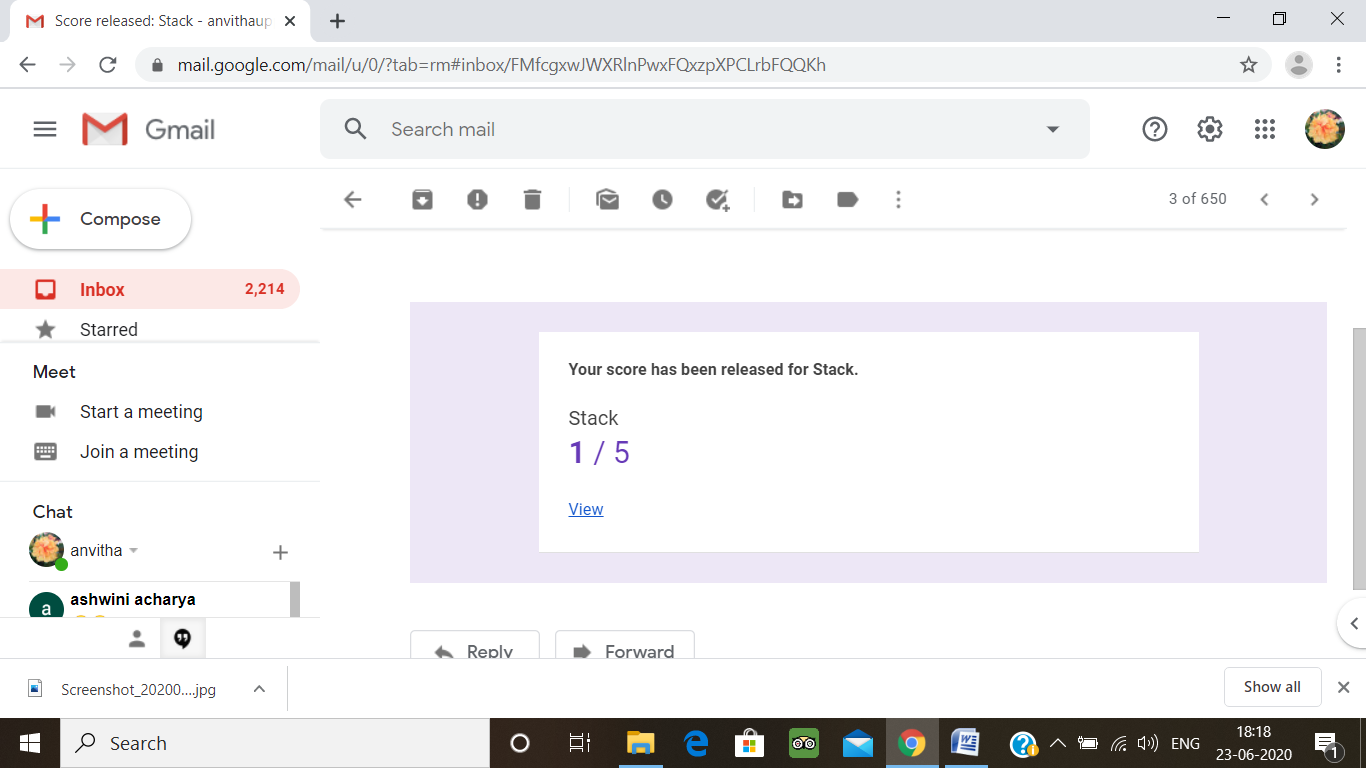 Score released: Stack - anvithaup
mail.google.com/mail/u/0/?tab=rm#inbox/FMfcgxwJWXRlnPwxFQxzpXPCLrbFQQKh
Gmail
Search mail
Compose
3 of 650
Inbox 2,214
Starred
Meet
Start a meeting
Join a meeting
Chat
anvitha
a ashwini acharya
Your score has been released for Stack.
Stack
1 / 5
View
Reply Forward
Screenshot_20200....jpg
Show all
Search
ENG
18:18
23-06-2020
1